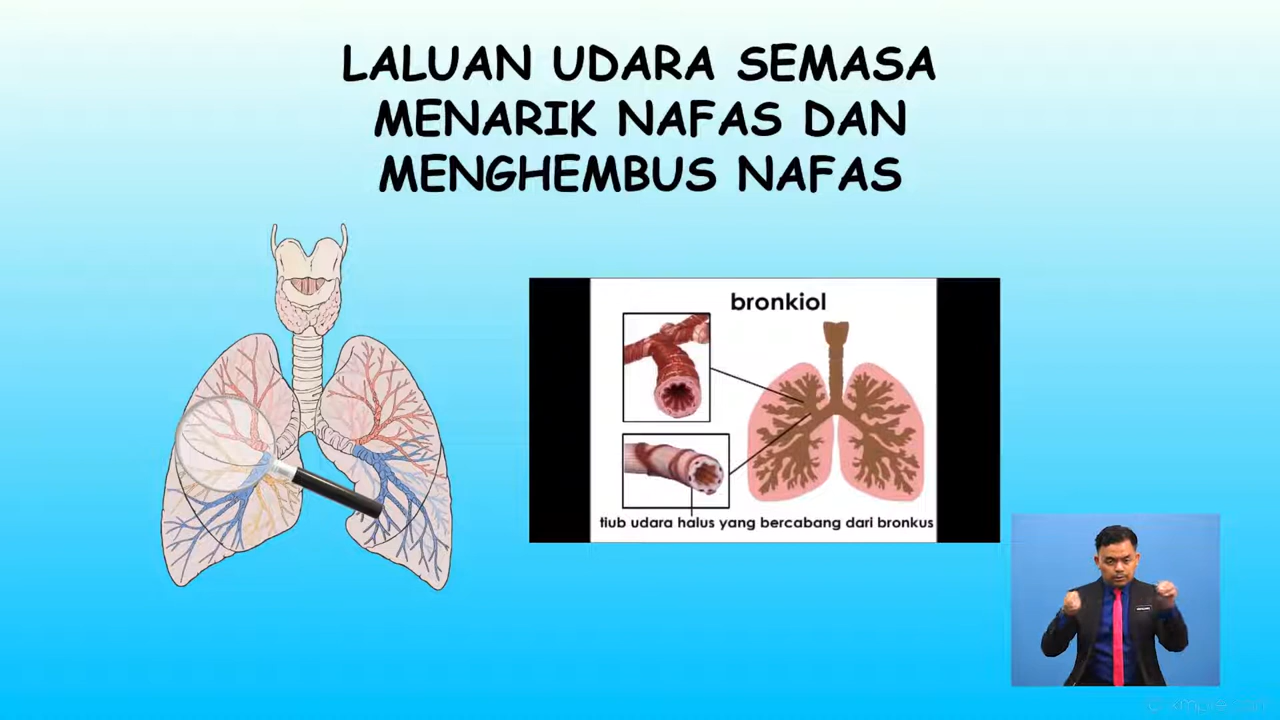 LALUAN UDARA SEMASA
MENARIK NAFAS DAN
MENGHEMBUS NAFAS
bronkiol
tiub udara halus yang bercabang dari bronkus